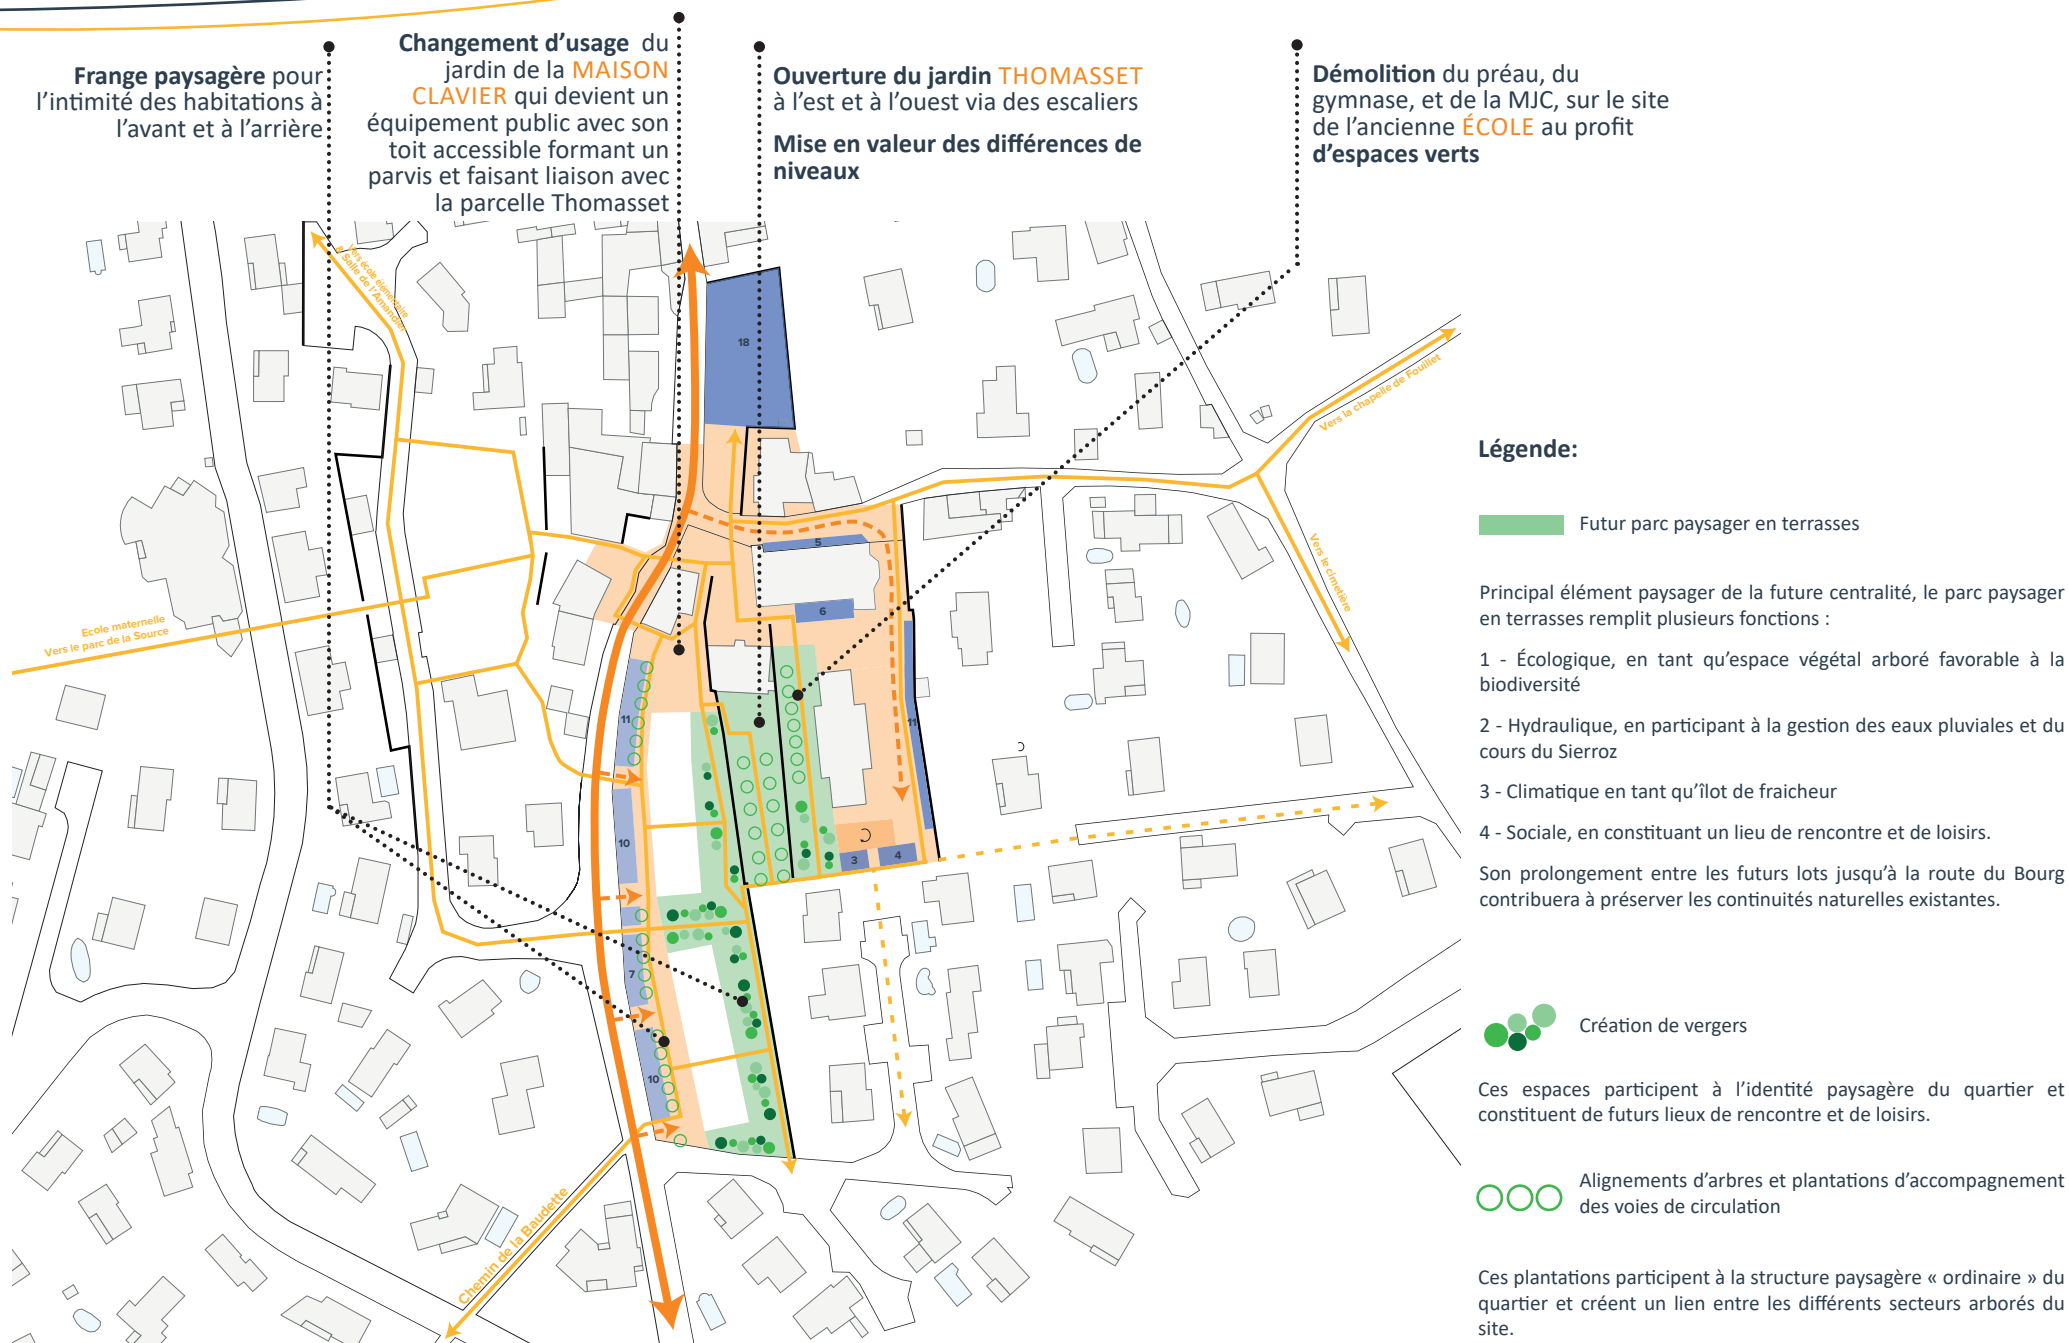 Frange paysagère pour
l'intimité des habitations à
l'avant et à l'arrière
Changement d'usage du
jardin de la MAISON
CLAVIER qui devient un
équipement public avec son
toit accessible formant un
parvis et faisant liaison avec
la parcelle Thomasset
Ouverture du jardin THOMASSET
à l'est et à l'ouest via des escaliers
Mise en valeur des différences de
niveaux
Démolition du préau, du
gymnase, et de la MJC, sur le site
de l'ancienne ÉCOLE au profit
d'espaces verts
Vers école élémentaire
& Salle de l'Amandier
18
Vers la chapelle de Fouillet
Vers le cimetière
5
6
Ecole maternelle
Vers le parc de la Source
11
11
10
3
4
7
10
Chemin de la Baudette
Légende:
Futur parc paysager en terrasses
Principal élément paysager de la future centralité, le parc paysager
en terrasses remplit plusieurs fonctions :
1 - Écologique, en tant qu'espace végétal arboré favorable à la
biodiversité
2 - Hydraulique, en participant à la gestion des eaux pluviales et du
cours du Sierroz
3 - Climatique en tant qu'îlot de fraicheur
4 - Sociale, en constituant un lieu de rencontre et de loisirs.
Son prolongement entre les futurs lots jusqu'à la route du Bourg
contribuera à préserver les continuités naturelles existantes.
Création de vergers
Ces espaces participent à l'identité paysagère du quartier et
constituent de futurs lieux de rencontre et de loisirs.
Alignements d'arbres et plantations d'accompagnement
des voies de circulation
Ces plantations participent à la structure paysagère « ordinaire » du
quartier et créent un lien entre les différents secteurs arborés du
site.